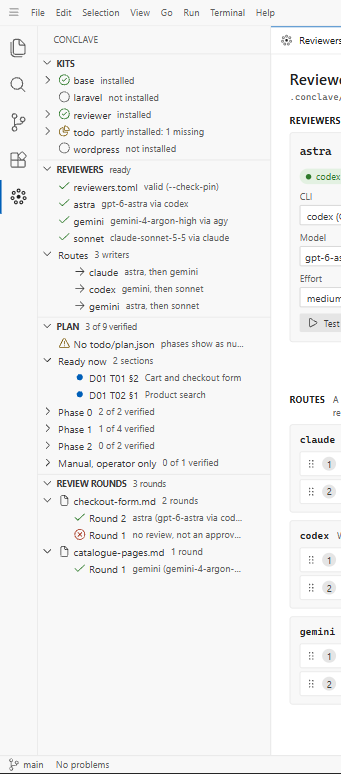 File Edit Selection View Go Run Terminal Help
CONCLAVE
Reviewers
KITS
base installed
laravel not installed
reviewer installed
todo partly installed: 1 missing
wordpress not installed
REVIEWERS ready
reviewers.toml valid (--check-pin)
astra gpt-6-astra via codex
gemini gemini-4-argon-high via agy
sonnet claude-sonnet-5-5 via claude
Routes 3 writers
claude astra, then gemini
codex gemini, then sonnet
gemini astra, then sonnet
PLAN 3 of 9 verified
No todo/plan.json phases show as nu...
Ready now 2 sections
D01 T01 §2 Cart and checkout form
D01 T02 §1 Product search
Phase 0 2 of 2 verified
Phase 1 1 of 4 verified
Phase 2 0 of 2 verified
Manual, operator only 0 of 1 verified
REVIEW ROUNDS 3 rounds
checkout-form.md 2 rounds
Round 2 astra (gpt-6-astra via cod...
Round 1 no review, not an approv...
catalogue-pages.md 1 round
Round 1 gemini (gemini-4-argon-...
Reviewe
.conclave/
REVIEWERS
astra
codex
CLI
codex (
Model
gpt-6-as
Effort
medium
Test
ROUTES A
re
claude
1
2
codex W
1
2
gemini
1
2
main No problems